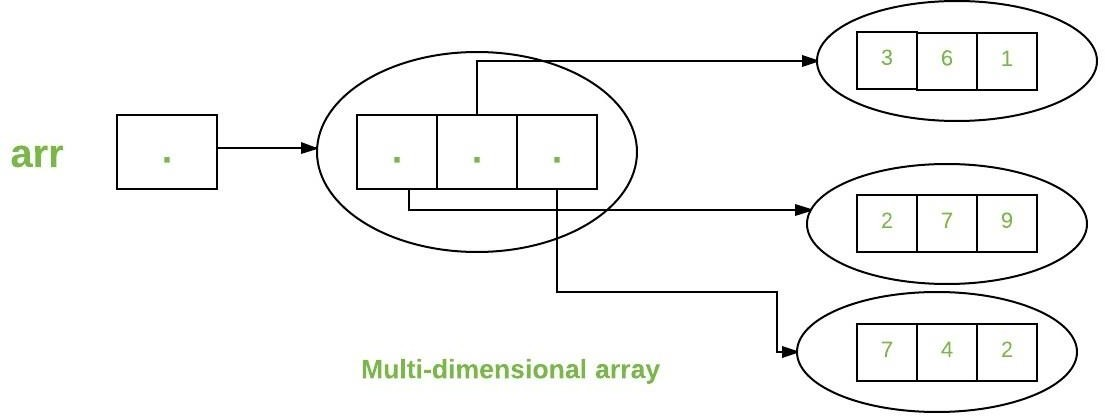 3 6 1
arr . . . .
2 7 9
7 4 2
Multi-dimensional array